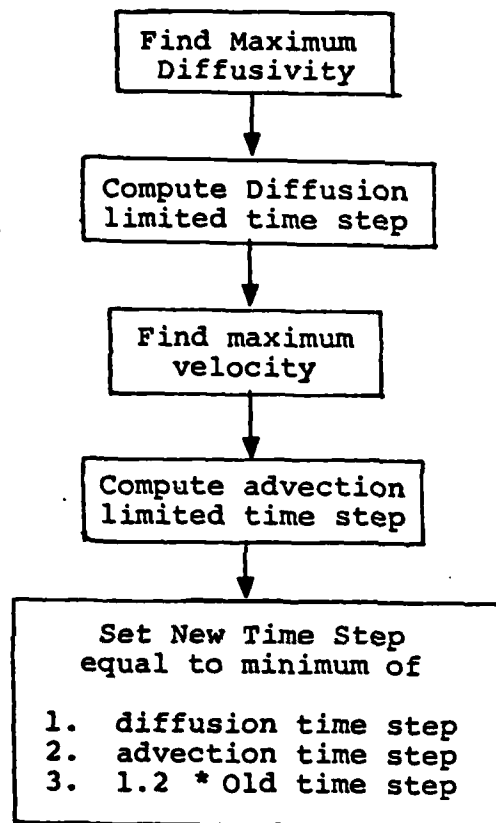 Find Maximum
Diffusivity
Compute Diffusion
limited time step
Find maximum
velocity
Compute advection
limited time step
Set New Time Step
equal to minimum of
1. diffusion time step
2. advection time step
3. 1.2 * Old time step